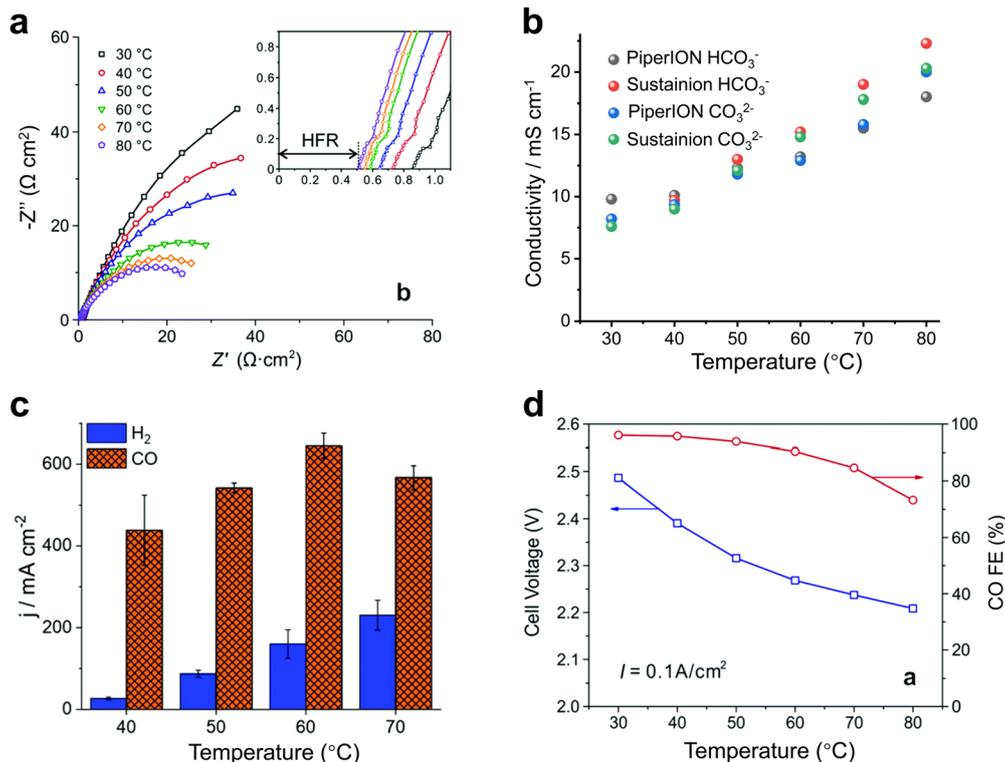 a
60
40
20
0
0
20
40
60
80
-Z″ (Ω cm²)
Z′ (Ω·cm²)
30 °C
40 °C
50 °C
60 °C
70 °C
80 °C
0.8
0.6
0.4
0.2
0
0
0.2
0.4
0.6
0.8
1.0
HFR
b
b
20
15
10
5
0
30
40
50
60
70
80
Conductivity / mS cm⁻¹
Temperature (°C)
PiperION HCO₃⁻
Sustainion HCO₃⁻
PiperION CO₃²⁻
Sustainion CO₃²⁻
c
H₂
CO
600
400
200
0
40
50
60
70
j / mA cm⁻²
Temperature (°C)
d
2.6
2.5
2.4
2.3
2.2
2.1
2.0
100
80
60
40
20
0
30
40
50
60
70
80
Cell Voltage (V)
CO FE (%)
I = 0.1A/cm²
a
Temperature (°C)